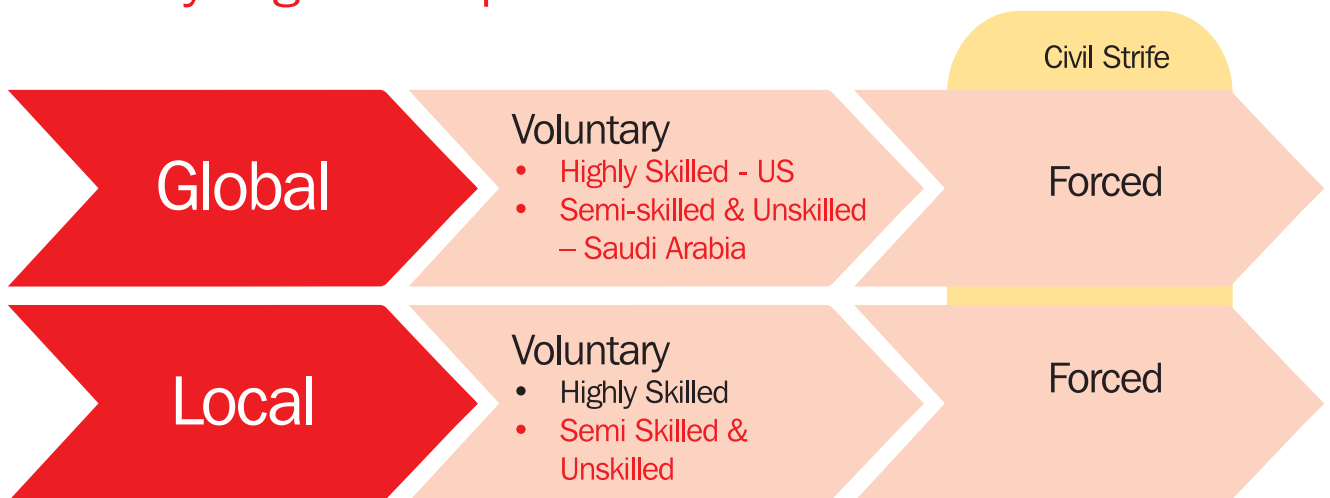 Civil Strife
Global
Voluntary
• Highly Skilled - US
• Semi-skilled & Unskilled
– Saudi Arabia
Forced
Local
Voluntary
• Highly Skilled
• Semi Skilled &
Unskilled
Forced